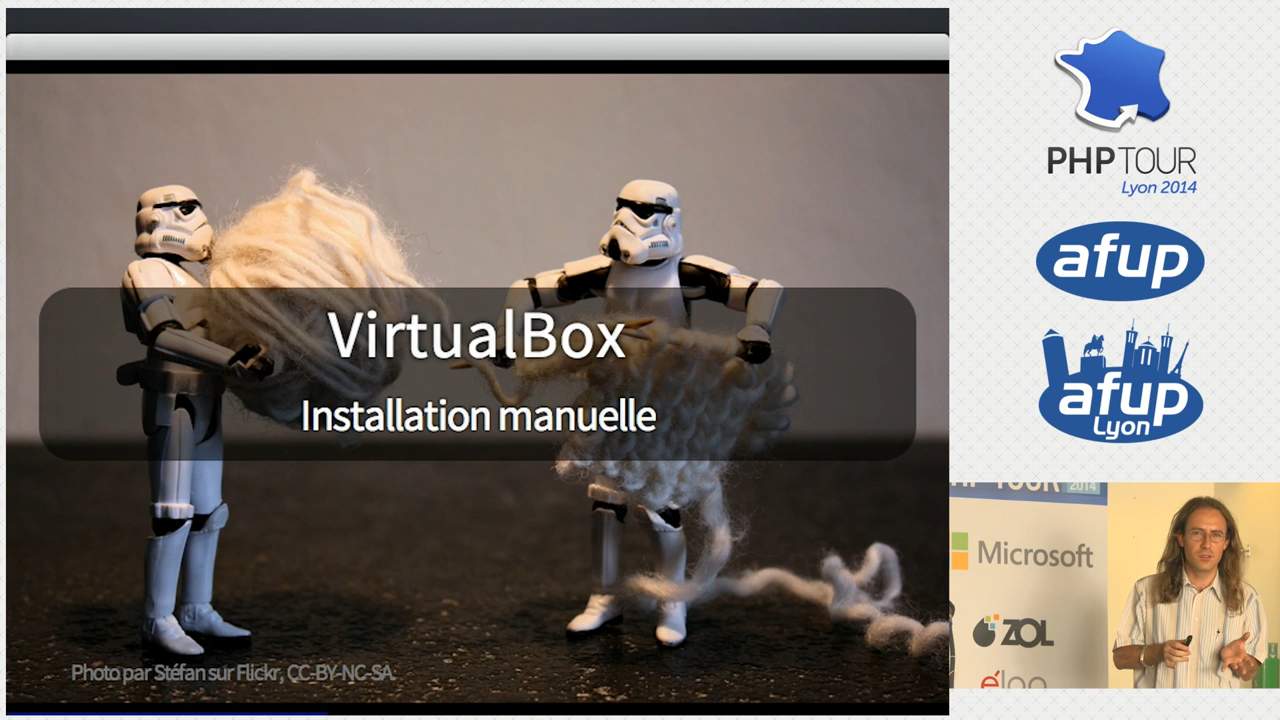 VirtualBox
Installation manuelle
Photo par Stéfan sur Flickr, CC-BY-NC-SA.
PHP TOUR
Lyon 2014
afup
afup
Lyon
2014
Microsoft
ZOL